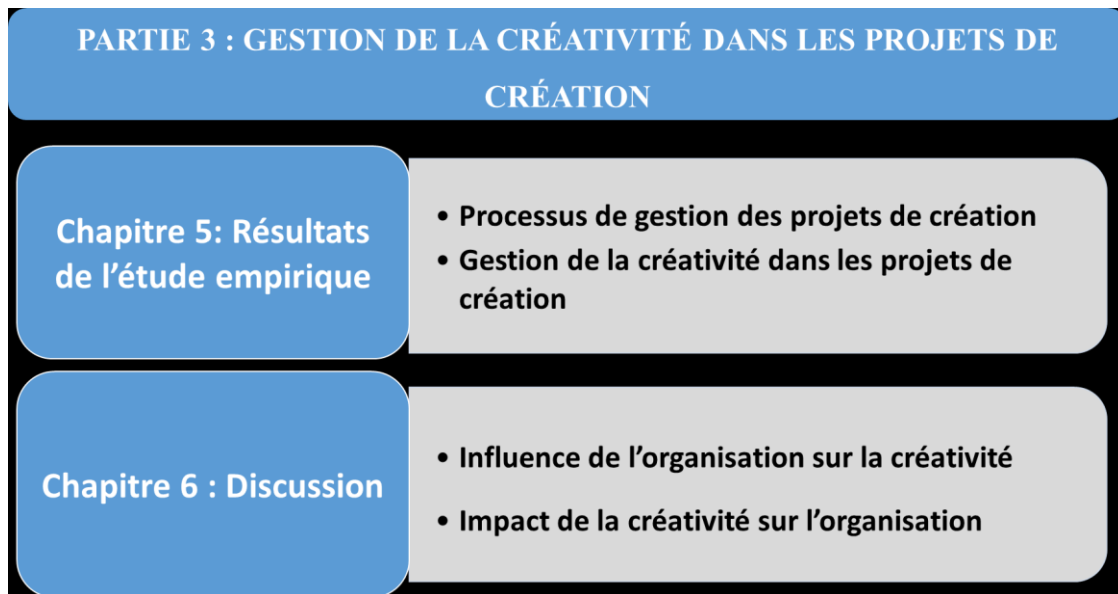 PARTIE 3 : GESTION DE LA CRÉATIVITÉ DANS LES PROJETS DE
CRÉATION
Chapitre 5: Résultats
de l’étude empirique
• Processus de gestion des projets de création
• Gestion de la créativité dans les projets de
création
Chapitre 6 : Discussion
• Influence de l’organisation sur la créativité
• Impact de la créativité sur l’organisation